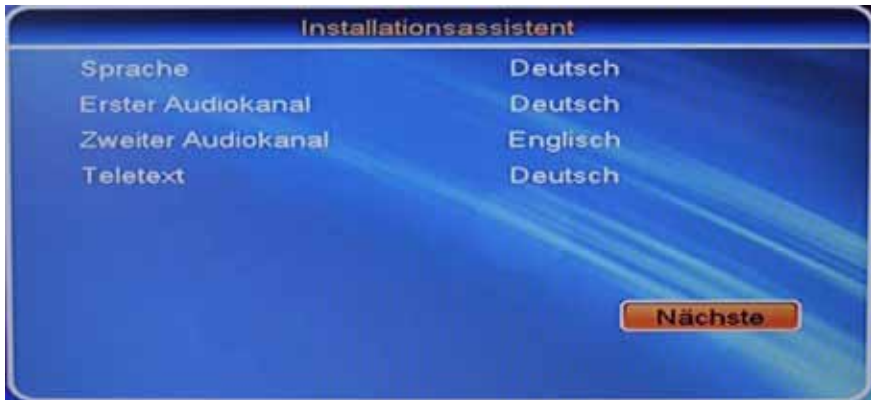 Installationsassistent
Sprache Deutsch
Erster Audiokanal Deutsch
Zweiter Audiokanal Englisch
Teletext Deutsch
Nächste